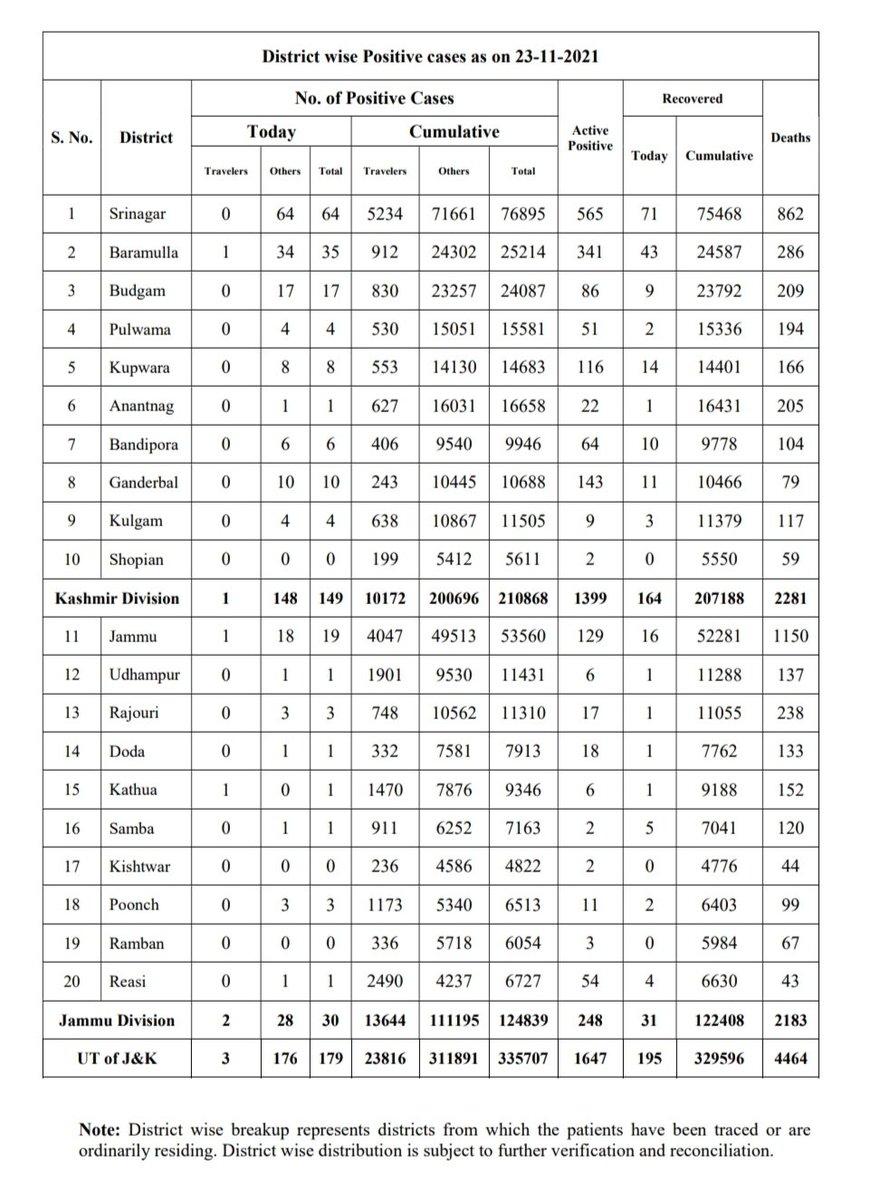 District wise Positive cases as on 23-11-2021
No. of Positive Cases
Recovered
S. No. District Today Cumulative Active Positive Deaths
Today Cumulative
Travelers Others Total Travelers Others Total
1 Srinagar 0 64 64 5234 71661 76895 565 71 75468 862
2 Baramulla 1 34 35 912 24302 25214 341 43 24587 286
3 Budgam 0 17 17 830 23257 24087 86 9 23792 209
4 Pulwama 0 4 4 530 15051 15581 51 2 15336 194
5 Kupwara 0 8 8 553 14130 14683 116 14 14401 166
6 Anantnag 0 1 1 627 16031 16658 22 1 16431 205
7 Bandipora 0 6 6 406 9540 9946 64 10 9778 104
8 Ganderbal 0 10 10 243 10445 10688 143 11 10466 79
9 Kulgam 0 4 4 638 10867 11505 9 3 11379 117
10 Shopian 0 0 0 199 5412 5611 2 0 5550 59
Kashmir Division 1 148 149 10172 200696 210868 1399 164 207188 2281
11 Jammu 1 18 19 4047 49513 53560 129 16 52281 1150
12 Udhampur 0 1 1 1901 9530 11431 6 1 11288 137
13 Rajouri 0 3 3 748 10562 11310 17 1 11055 238
14 Doda 0 1 1 332 7581 7913 18 1 7762 133
15 Kathua 1 0 1 1470 7876 9346 6 1 9188 152
16 Samba 0 1 1 911 6252 7163 2 5 7041 120
17 Kishtwar 0 0 0 236 4586 4822 2 0 4776 44
18 Poonch 0 3 3 1173 5340 6513 11 2 6403 99
19 Ramban 0 0 0 336 5718 6054 3 0 5984 67
20 Reasi 0 1 1 2490 4237 6727 54 4 6630 43
Jammu Division 2 28 30 13644 111195 124839 248 31 122408 2183
UT of J&K 3 176 179 23816 311891 335707 1647 195 329596 4464
Note: District wise breakup represents districts from which the patients have been traced or are
ordinarily residing. District wise distribution is subject to further verification and reconciliation.